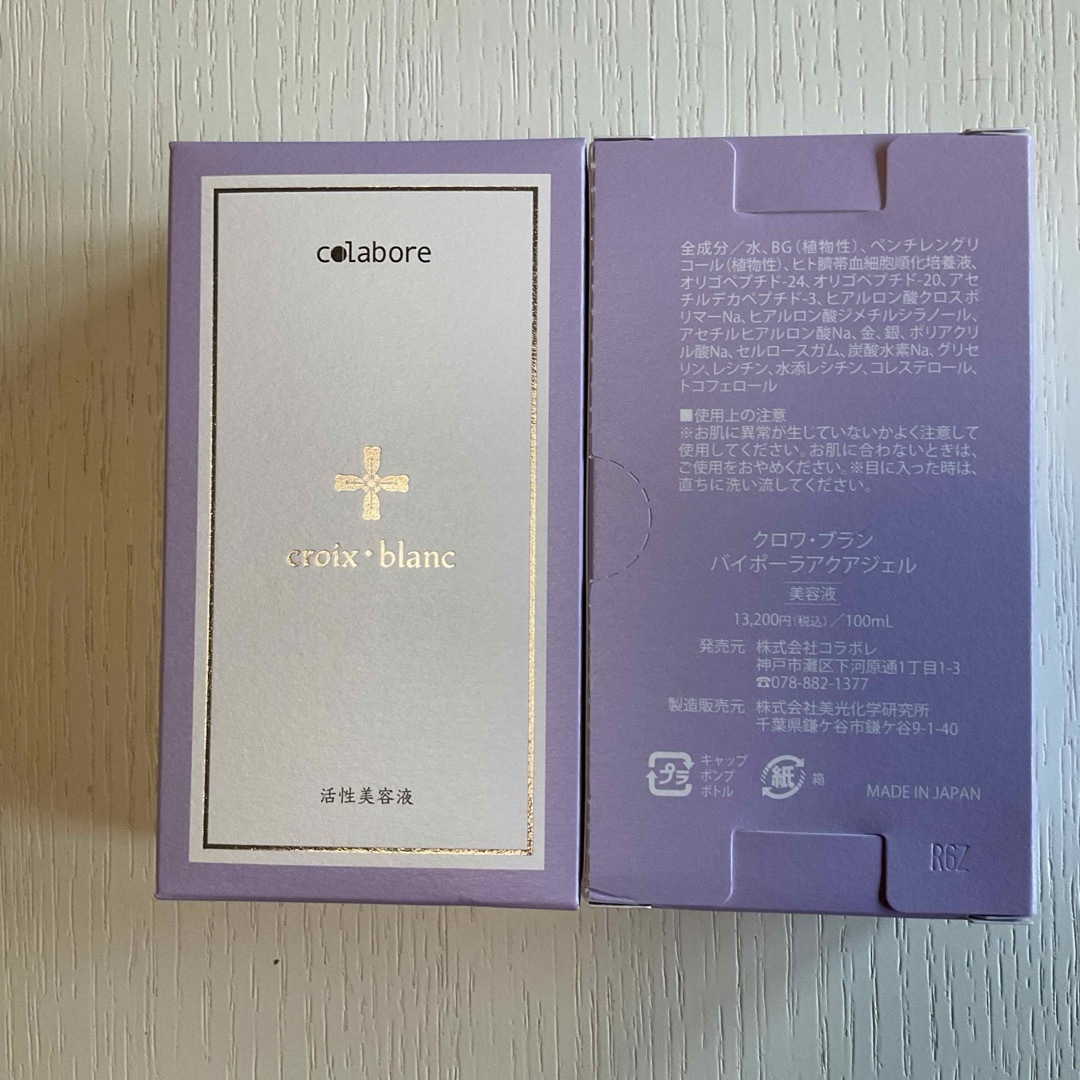 colabore
croix・blanc
活性美容液
全成分／水、BG（植物性）、ペンチレングリ
コール（植物性）、ヒト臍帯血細胞順化培養液、
オリゴペプチド-24、オリゴペプチド-20、アセ
チルデカペプチド-3、ヒアルロン酸クロスポ
リマーNa、ヒアルロン酸ジメチルシラノール、
アセチルヒアルロン酸Na、金、銀、ポリアクリ
ル酸Na、セルロースガム、炭酸水素Na、グリセ
リン、レシチン、水添レシチン、コレステロール、
トコフェロール
■使用上の注意
※お肌に異常が生じていないかよく注意して
使用してください。お肌に合わないときは、
ご使用をおやめください。※目に入った時は、
直ちに洗い流してください。
クロワ・ブラン
バイポーラアクアジェル
美容液
13,200円（税込）／100mL
発売元 株式会社コラボレ
神戸市灘区下河原通1丁目1-3
☎078-882-1377
製造販売元 株式会社美光化学研究所
千葉県鎌ケ谷市鎌ケ谷9-1-40
プラ キャップ
ポンプ
ボトル
紙 箱
MADE IN JAPAN
R6Z